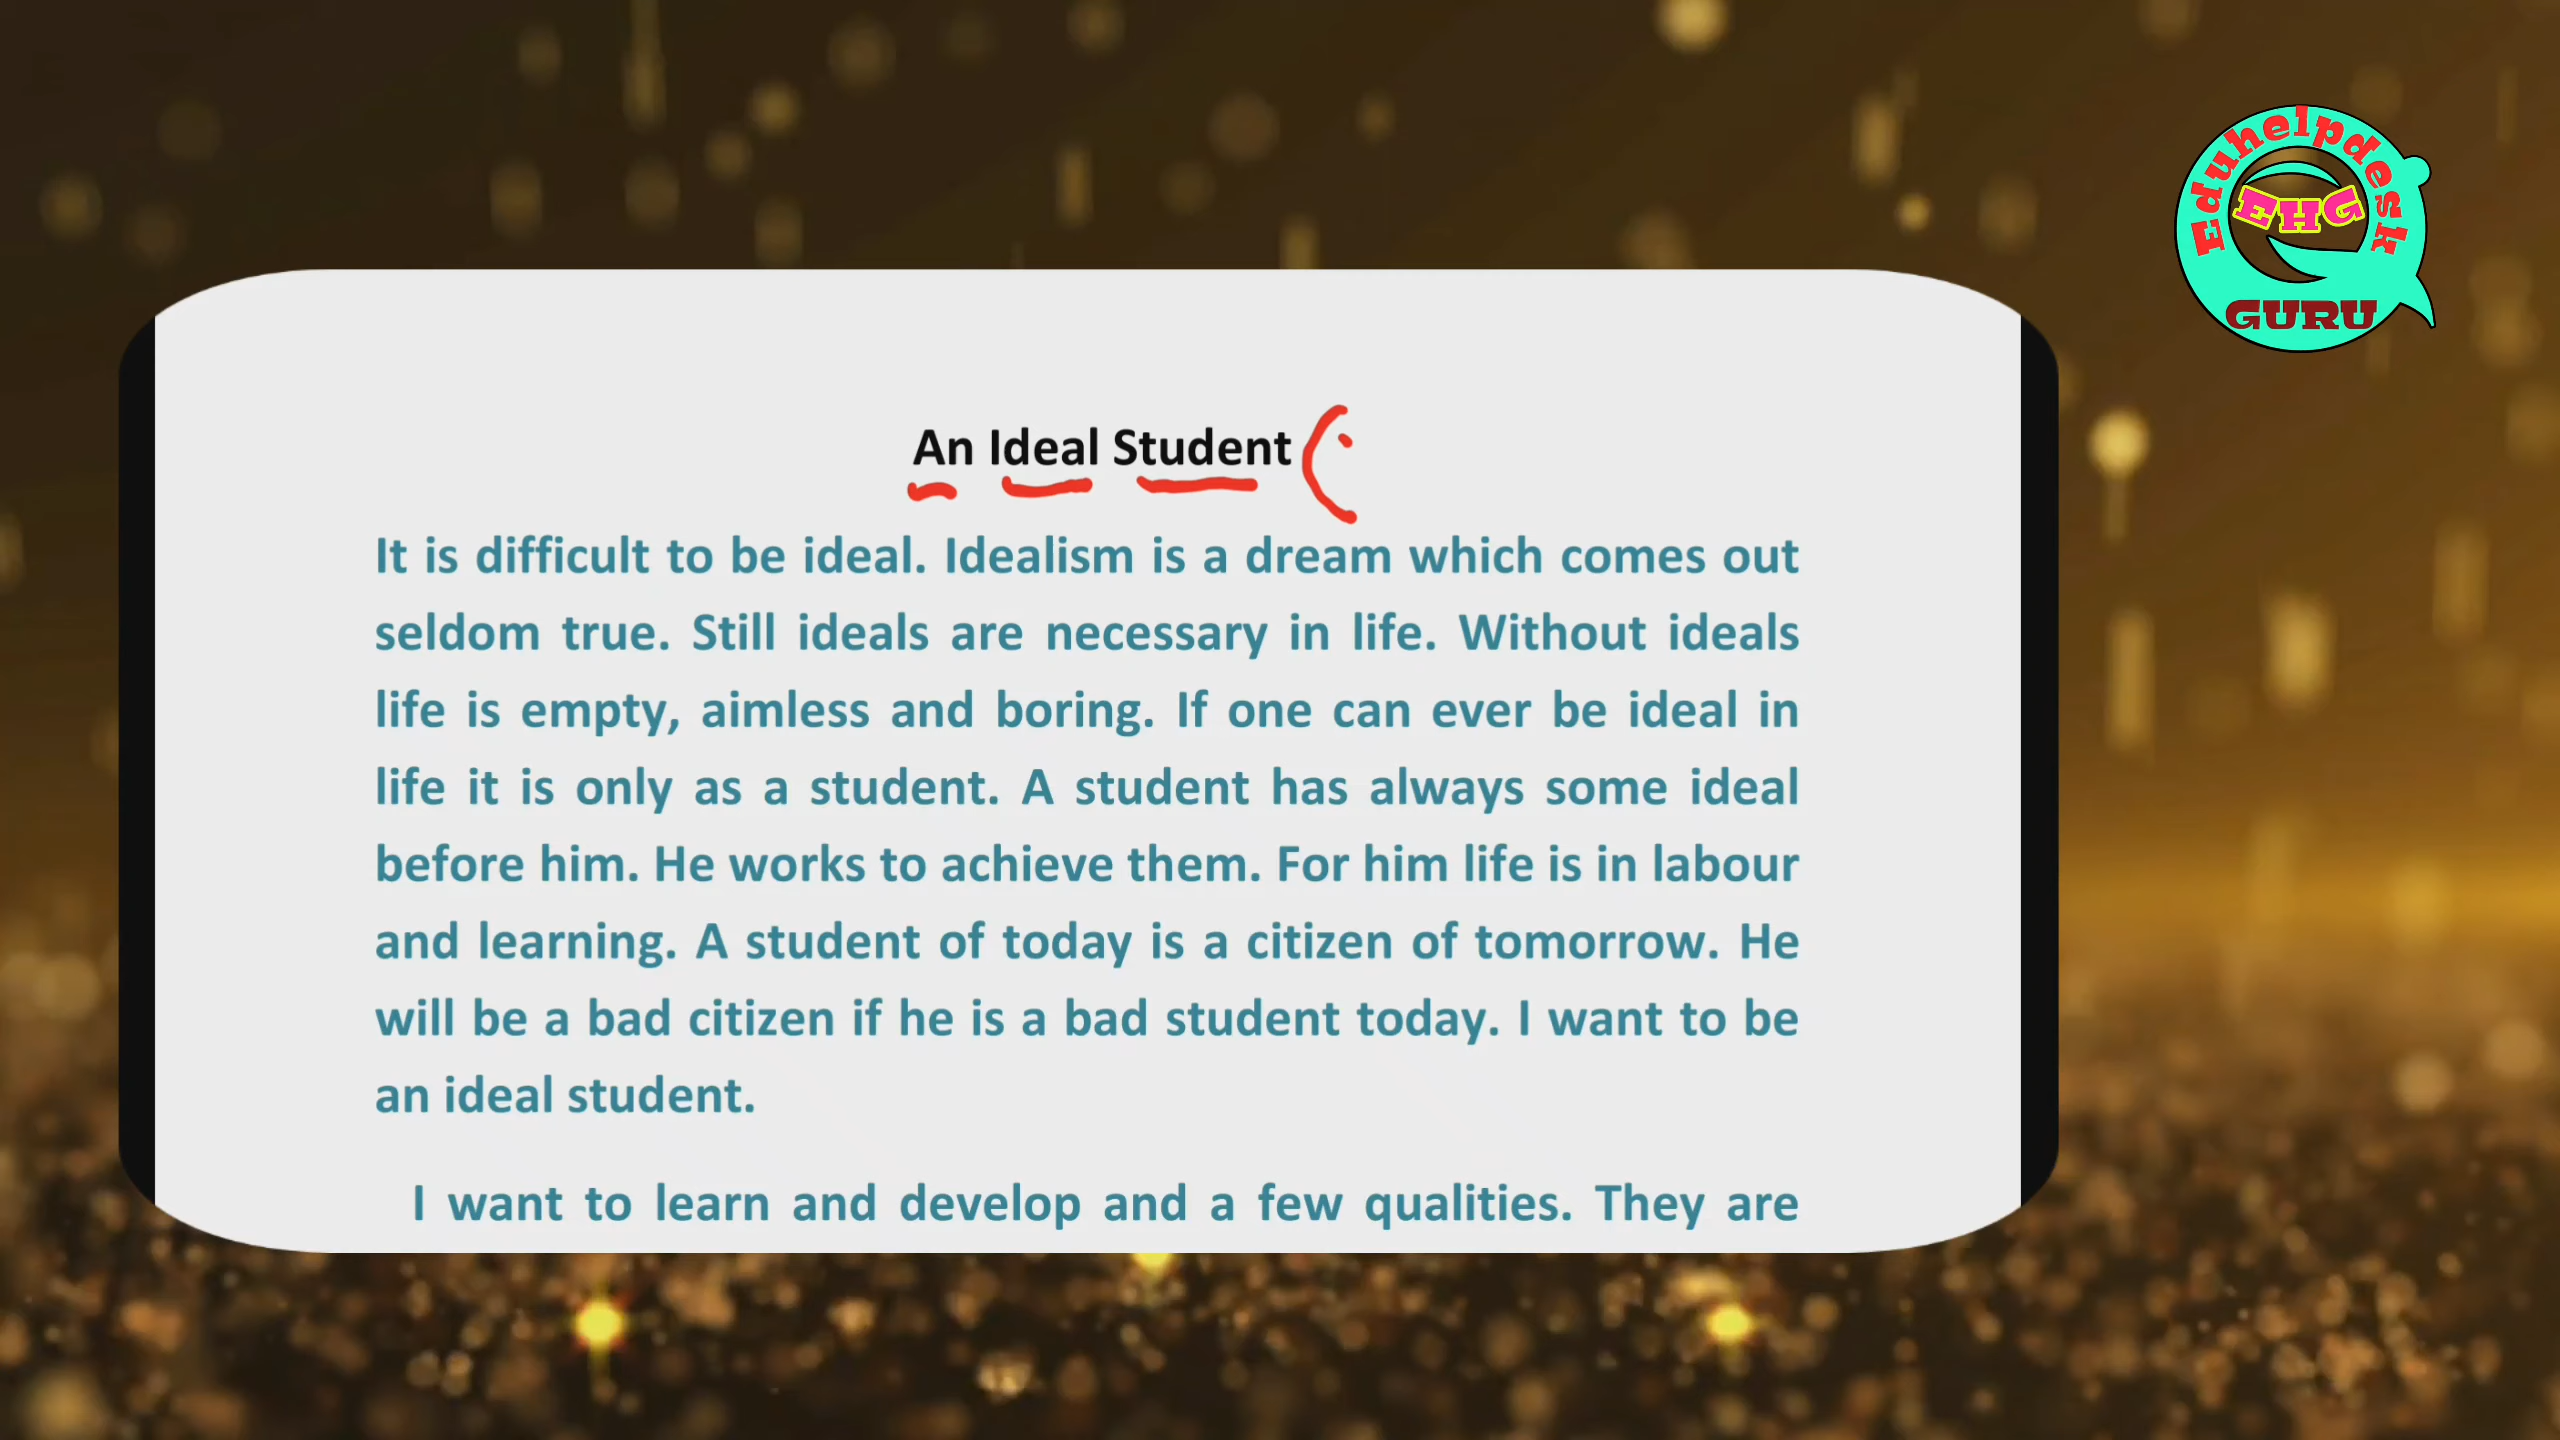 Eduhelpdesk
EHG
GURU
An Ideal Student
It is difficult to be ideal. Idealism is a dream which comes out
seldom true. Still ideals are necessary in life. Without ideals
life is empty, aimless and boring. If one can ever be ideal in
life it is only as a student. A student has always some ideal
before him. He works to achieve them. For him life is in labour
and learning. A student of today is a citizen of tomorrow. He
will be a bad citizen if he is a bad student today. I want to be
an ideal student.
I want to learn and develop and a few qualities. They are